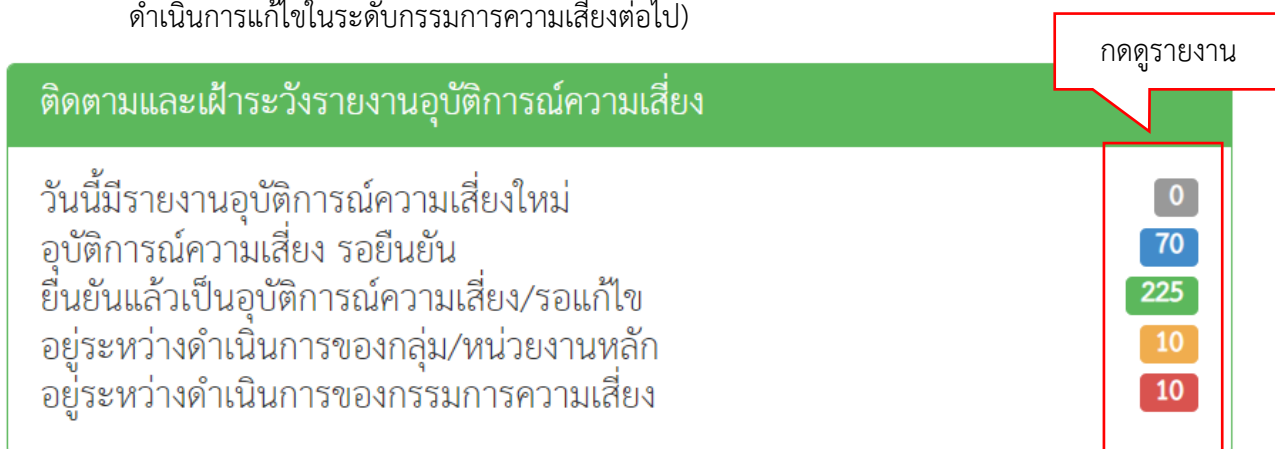 ดำเนินการแก้ไขในระดับกรรมการความเสี่ยงต่อไป)
กดดูรายงาน
ติดตามและเฝ้าระวังรายงานอุบัติการณ์ความเสี่ยง
วันนี้มีรายงานอุบัติการณ์ความเสี่ยงใหม่ 0
อุบัติการณ์ความเสี่ยง รอยืนยัน 70
ยืนยันแล้วเป็นอุบัติการณ์ความเสี่ยง/รอแก้ไข 225
อยู่ระหว่างดำเนินการของกลุ่ม/หน่วยงานหลัก 10
อยู่ระหว่างดำเนินการของกรรมการความเสี่ยง 10